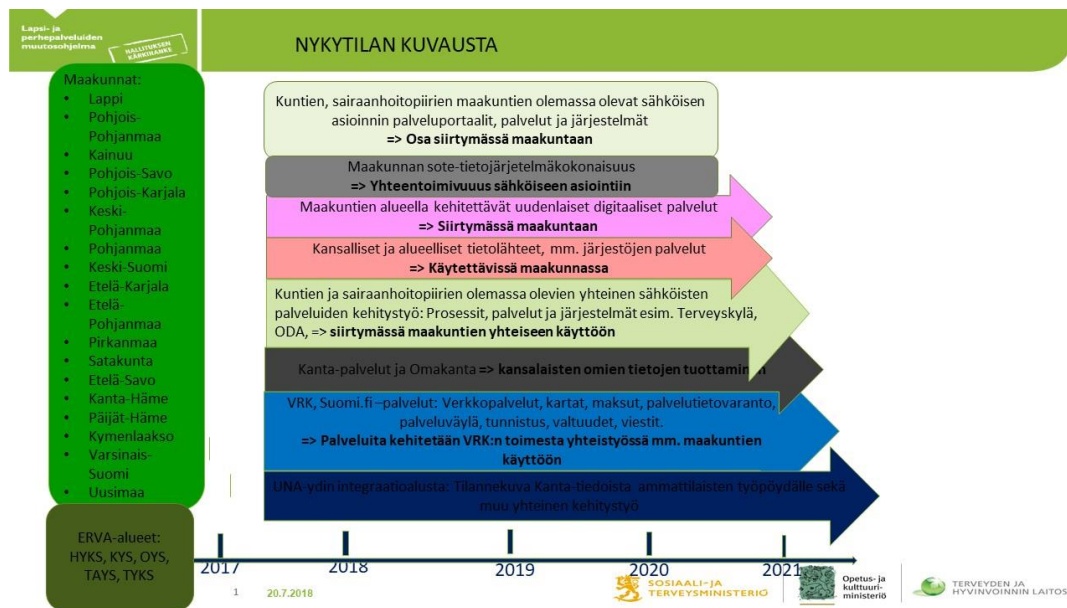 Lapsi- ja
perhepalveluiden
muutosohjelma
HALLITUKSEN
KÄRKIHANKE
NYKYTILAN KUVAUSTA
Maakunnat:
• Lappi
• Pohjois-
Pohjanmaa
• Kainuu
• Pohjois-Savo
• Pohjois-Karjala
• Keski-
Pohjanmaa
• Pohjanmaa
• Keski-Suomi
• Etelä-Karjala
• Etelä-
Pohjanmaa
• Pirkanmaa
• Satakunta
• Etelä-Savo
• Kanta-Häme
• Päijät-Häme
• Kymenlaakso
• Varsinais-
Suomi
• Uusimaa
ERVA-alueet:
HYKS, KYS, OYS,
TAYS, TYKS
Kuntien, sairaanhoitopiirien maakuntien olemassa olevat sähköisen
asioinnin palveluportaalit, palvelut ja järjestelmät
=> Osa siirtymässä maakuntaan
Maakunnan sote-tietojärjetelmäkokonaisuus
=> Yhteentoimivuuus sähköiseen asiointiin
Maakuntien alueella kehitettävät uudenlaiset digitaaliset palvelut
=> Siirtymässä maakuntaan
Kansalliset ja alueelliset tietolähteet, mm. järjestöjen palvelut
=> Käytettävissä maakunnassa
Kuntien ja sairaanhoitopiirien olemassa olevien yhteinen sähköisten
palveluiden kehitystyö: Prosessit, palvelut ja järjestelmät esim. Terveyskylä,
ODA, => siirtymässä maakuntien yhteiseen käyttöön
Kanta-palvelut ja Omakanta => kansalaisten omien tietojen tuottaminen
VRK, Suomi.fi–palvelut: Verkkopalvelut, kartat, maksut, palvelutietovaranto,
palveluväylä, tunnistus, valtuudet, viestit.
=> Palveluita kehitetään VRK:n toimesta yhteistyössä mm. maakuntien
käyttöön
UNA-ydin integraatioalusta: Tilannekuva Kanta-tiedoista ammattilaisten työpöydälle sekä
muu yhteinen kehitystyö
2017
2018
2019
2020
2021
1
20.7.2018
SOSIAALI- JA
TERVEYSMINISTERIÖ
Opetus- ja
kulttuuri-
ministeriö
TERVEYDEN JA
HYVINVOINNIN LAITOS